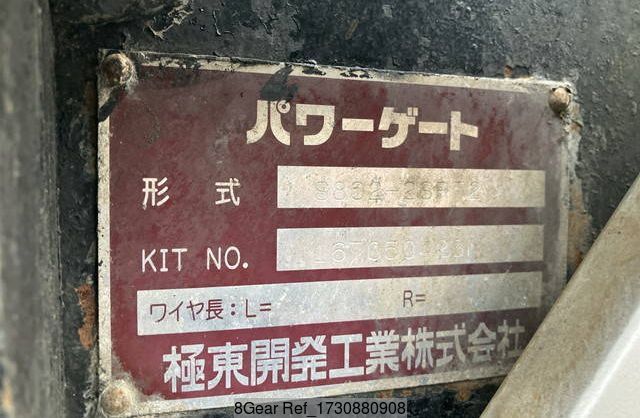 パワーゲート
形式
KIT NO.
ワイヤ長:L= R=
極東開発工業株式会社
8Gear Ref_1730880908